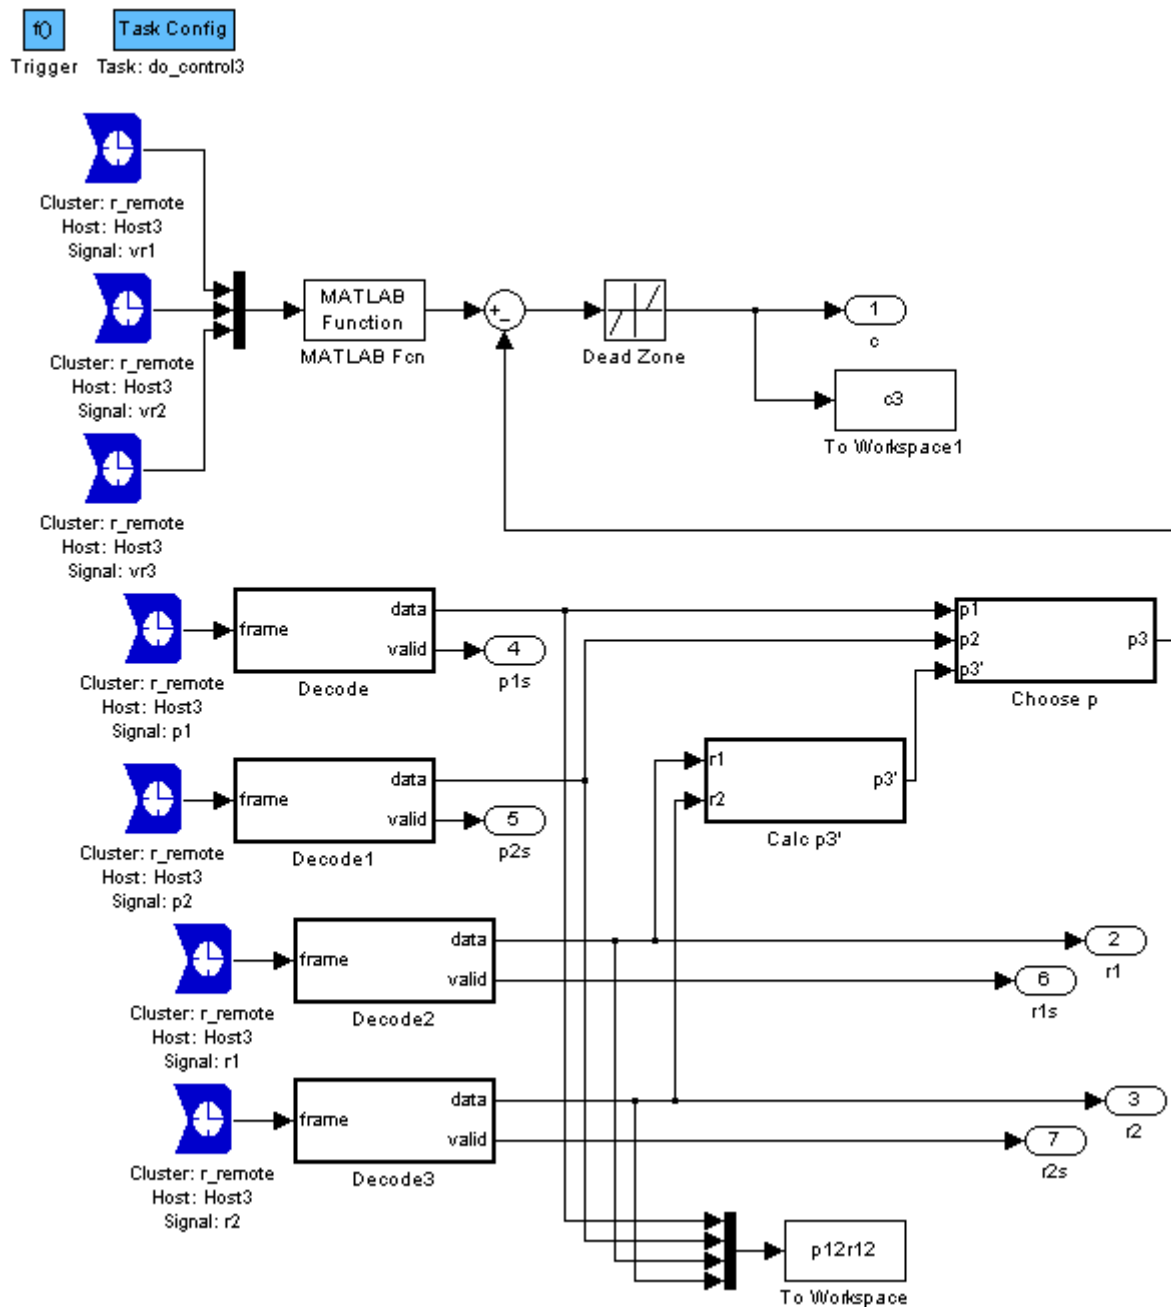 f()
Trigger
Task Config
Task: do_control3
Cluster: r_remote
Host: Host3
Signal: vr1
Cluster: r_remote
Host: Host3
Signal: vr2
Cluster: r_remote
Host: Host3
Signal: vr3
MATLAB
Function
MATLAB Fcn
+
-
Dead Zone
1
c
c3
To Workspace1
Cluster: r_remote
Host: Host3
Signal: p1
frame
data
valid
Decode
4
p1s
p1
p2
p3'
p3
Choose p
Cluster: r_remote
Host: Host3
Signal: p2
frame
data
valid
Decode1
5
p2s
r1
r2
p3'
Calc p3'
Cluster: r_remote
Host: Host3
Signal: r1
frame
data
valid
Decode2
2
r1
6
r1s
Cluster: r_remote
Host: Host3
Signal: r2
frame
data
valid
Decode3
3
r2
7
r2s
p12r12
To Workspace